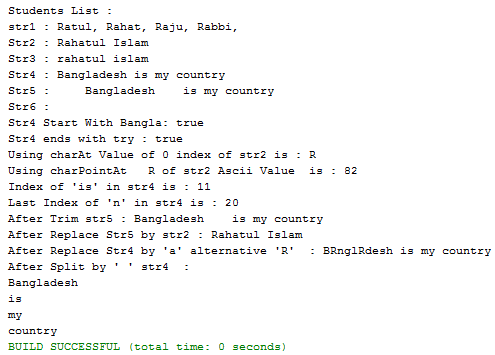 Students List :
str1 : Ratul, Rahat, Raju, Rabbi,
Str2 : Rahatul Islam
Str3 : rahatul islam
Str4 : Bangladesh is my country
Str5 :     Bangladesh    is my country
Str6 :
Str4 Start With Bangla: true
Str4 ends with try : true
Using charAt Value of 0 index of str2 is : R
Using charPointAt   R of str2 Ascii Value  is : 82
Index of 'is' in str4 is : 11
Last Index of 'n' in str4 is : 20
After Trim str5 : Bangladesh    is my country
After Replace Str5 by str2 : Rahatul Islam
After Replace Str4 by 'a' alternative 'R'  : BRnglRdesh is my country
After Split by ' ' str4  :
Bangladesh
is
my
country
BUILD SUCCESSFUL (total time: 0 seconds)